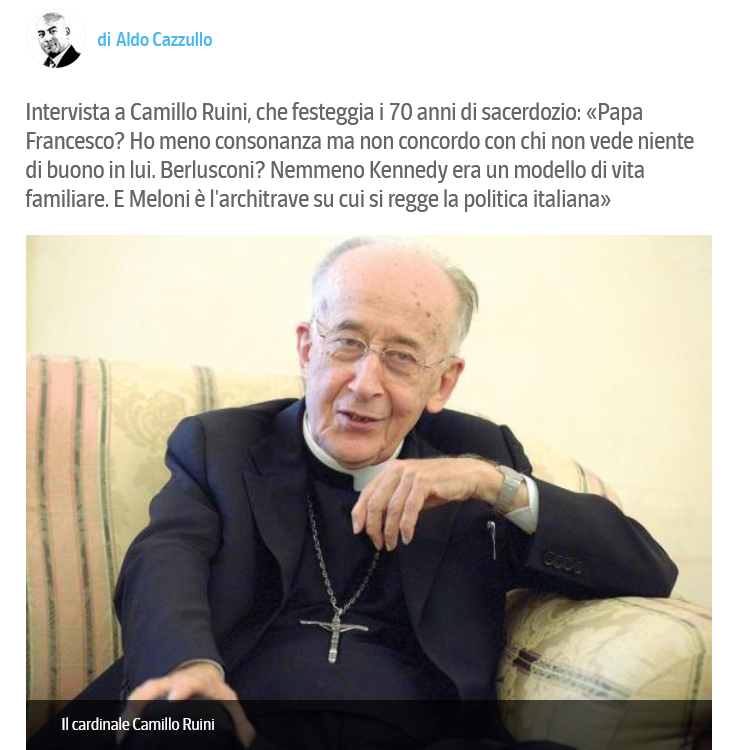 di Aldo Cazzullo
Intervista a Camillo Ruini, che festeggia i 70 anni di sacerdozio: «Papa
Francesco? Ho meno consonanza ma non concordo con chi non vede niente
di buono in lui. Berlusconi? Nemmeno Kennedy era un modello di vita
familiare. E Meloni è l'architrave su cui si regge la politica italiana»
Il cardinale Camillo Ruini